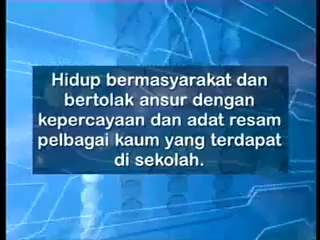 Hidup bermasyarakat dan
bertolak ansur dengan
kepercayaan dan adat resam
pelbagai kaum yang terdapat
di sekolah.